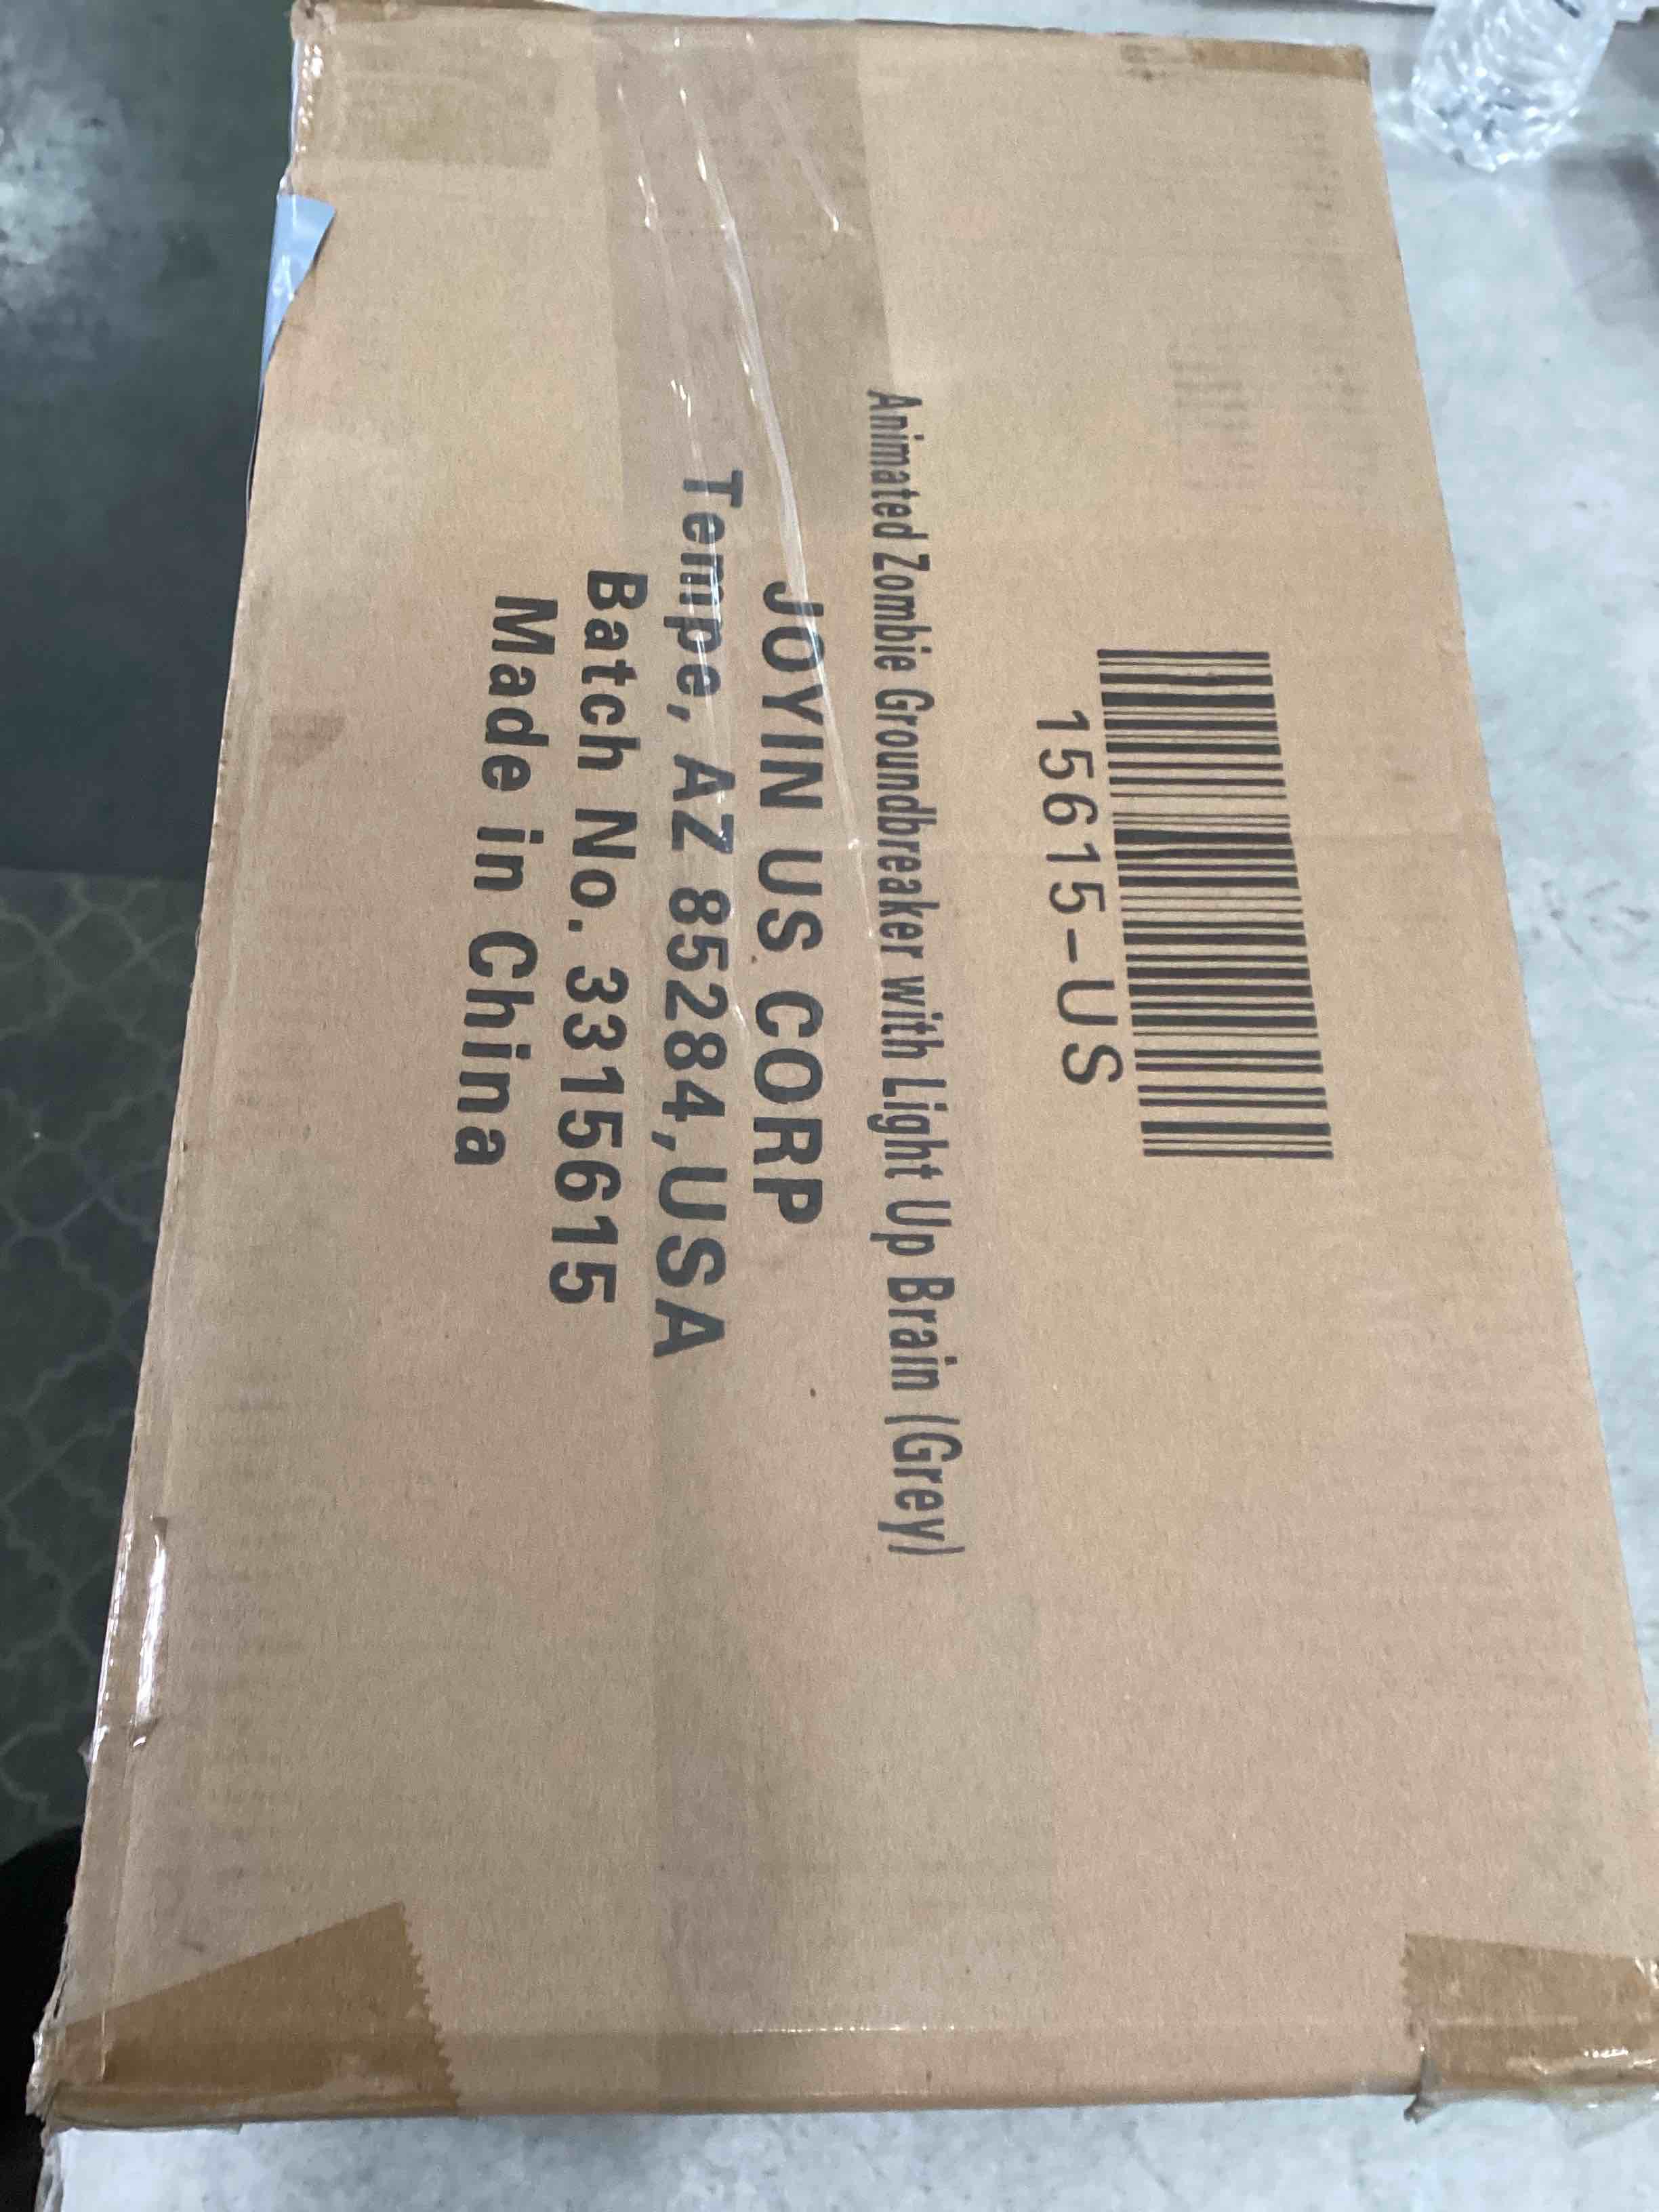 15615-US
Animated Zombie Groundbreaker with Light Up Brain (Grey)
JOYIN US CORP
Tempe, AZ 85284,USA
Batch No. 3315615
Made in China